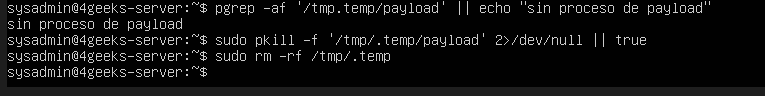 sysadmin@4geeks-server:~$ pgrep -af '/tmp.temp/payload' || echo "sin proceso de payload"
sin proceso de payload
sysadmin@4geeks-server:~$ sudo pkill -f '/tmp/.temp/payload' 2>/dev/null || true
sysadmin@4geeks-server:~$ sudo rm -rf /tmp/.temp
sysadmin@4geeks-server:~$